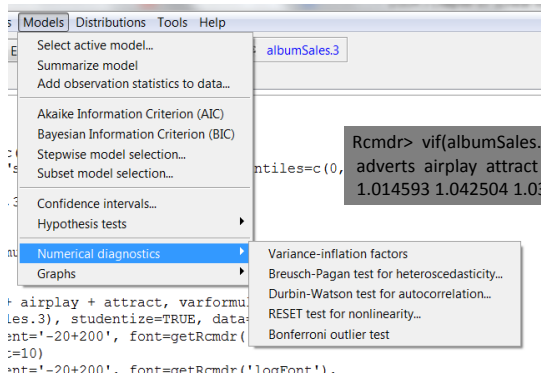 s Models Distributions Tools Help
Select active model...
albumSales.3
Summarize model
Add observation statistics to data...
Akaike Information Criterion (AIC)
Bayesian Information Criterion (BIC)
Stepwise model selection...
Subset model selection...
ntiles=c(0,
Rcmdr> vif(albumSales.
adverts airplay attract
1.014593 1.042504 1.03
Confidence intervals...
Hypothesis tests
Numerical diagnostics
Graphs
Variance-inflation factors
Breusch-Pagan test for heteroscedasticity...
Durbin-Watson test for autocorrelation...
RESET test for nonlinearity...
Bonferroni outlier test
+ airplay + attract, varformul
les.3), studentize=TRUE, data=
ent='-20+200', font=getRcmdr(
t=10)
ent='-20+200', font=getRcmdr('logFont'),